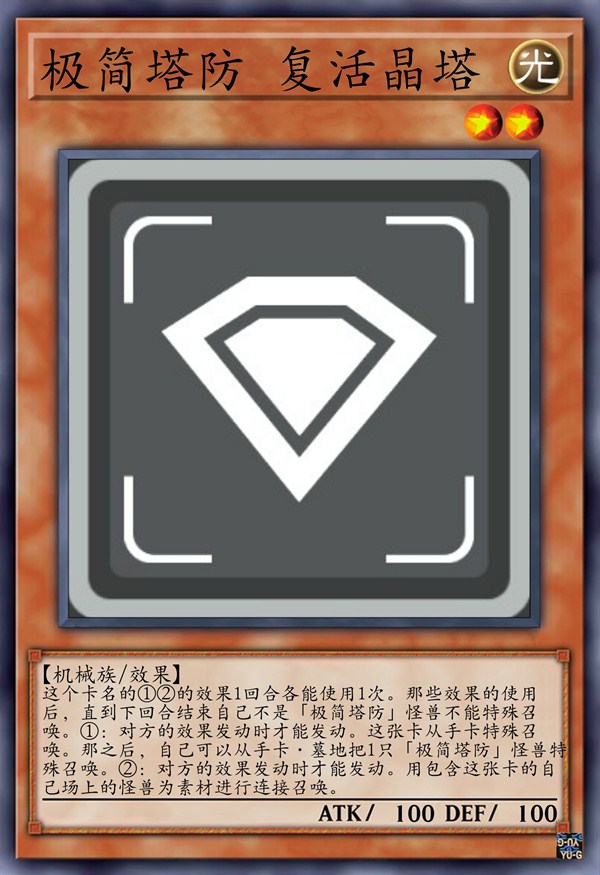 极简塔防 复活晶塔
光
【机械族/效果】
这个卡名的①②的效果1回合各能使用1次。那些效果的使用
后，直到下回合结束自己不是「极简塔防」怪兽不能特殊召
唤。①：对方的效果发动时才能发动。这张卡从手卡特殊召
唤。那之后，自己可以从手卡·墓地把1只「极简塔防」怪兽特
殊召唤。②：对方的效果发动时才能发动。用包含这张卡的自
己场上的怪兽为素材进行连接召唤。
ATK/ 100 DEF/ 100
YU-G